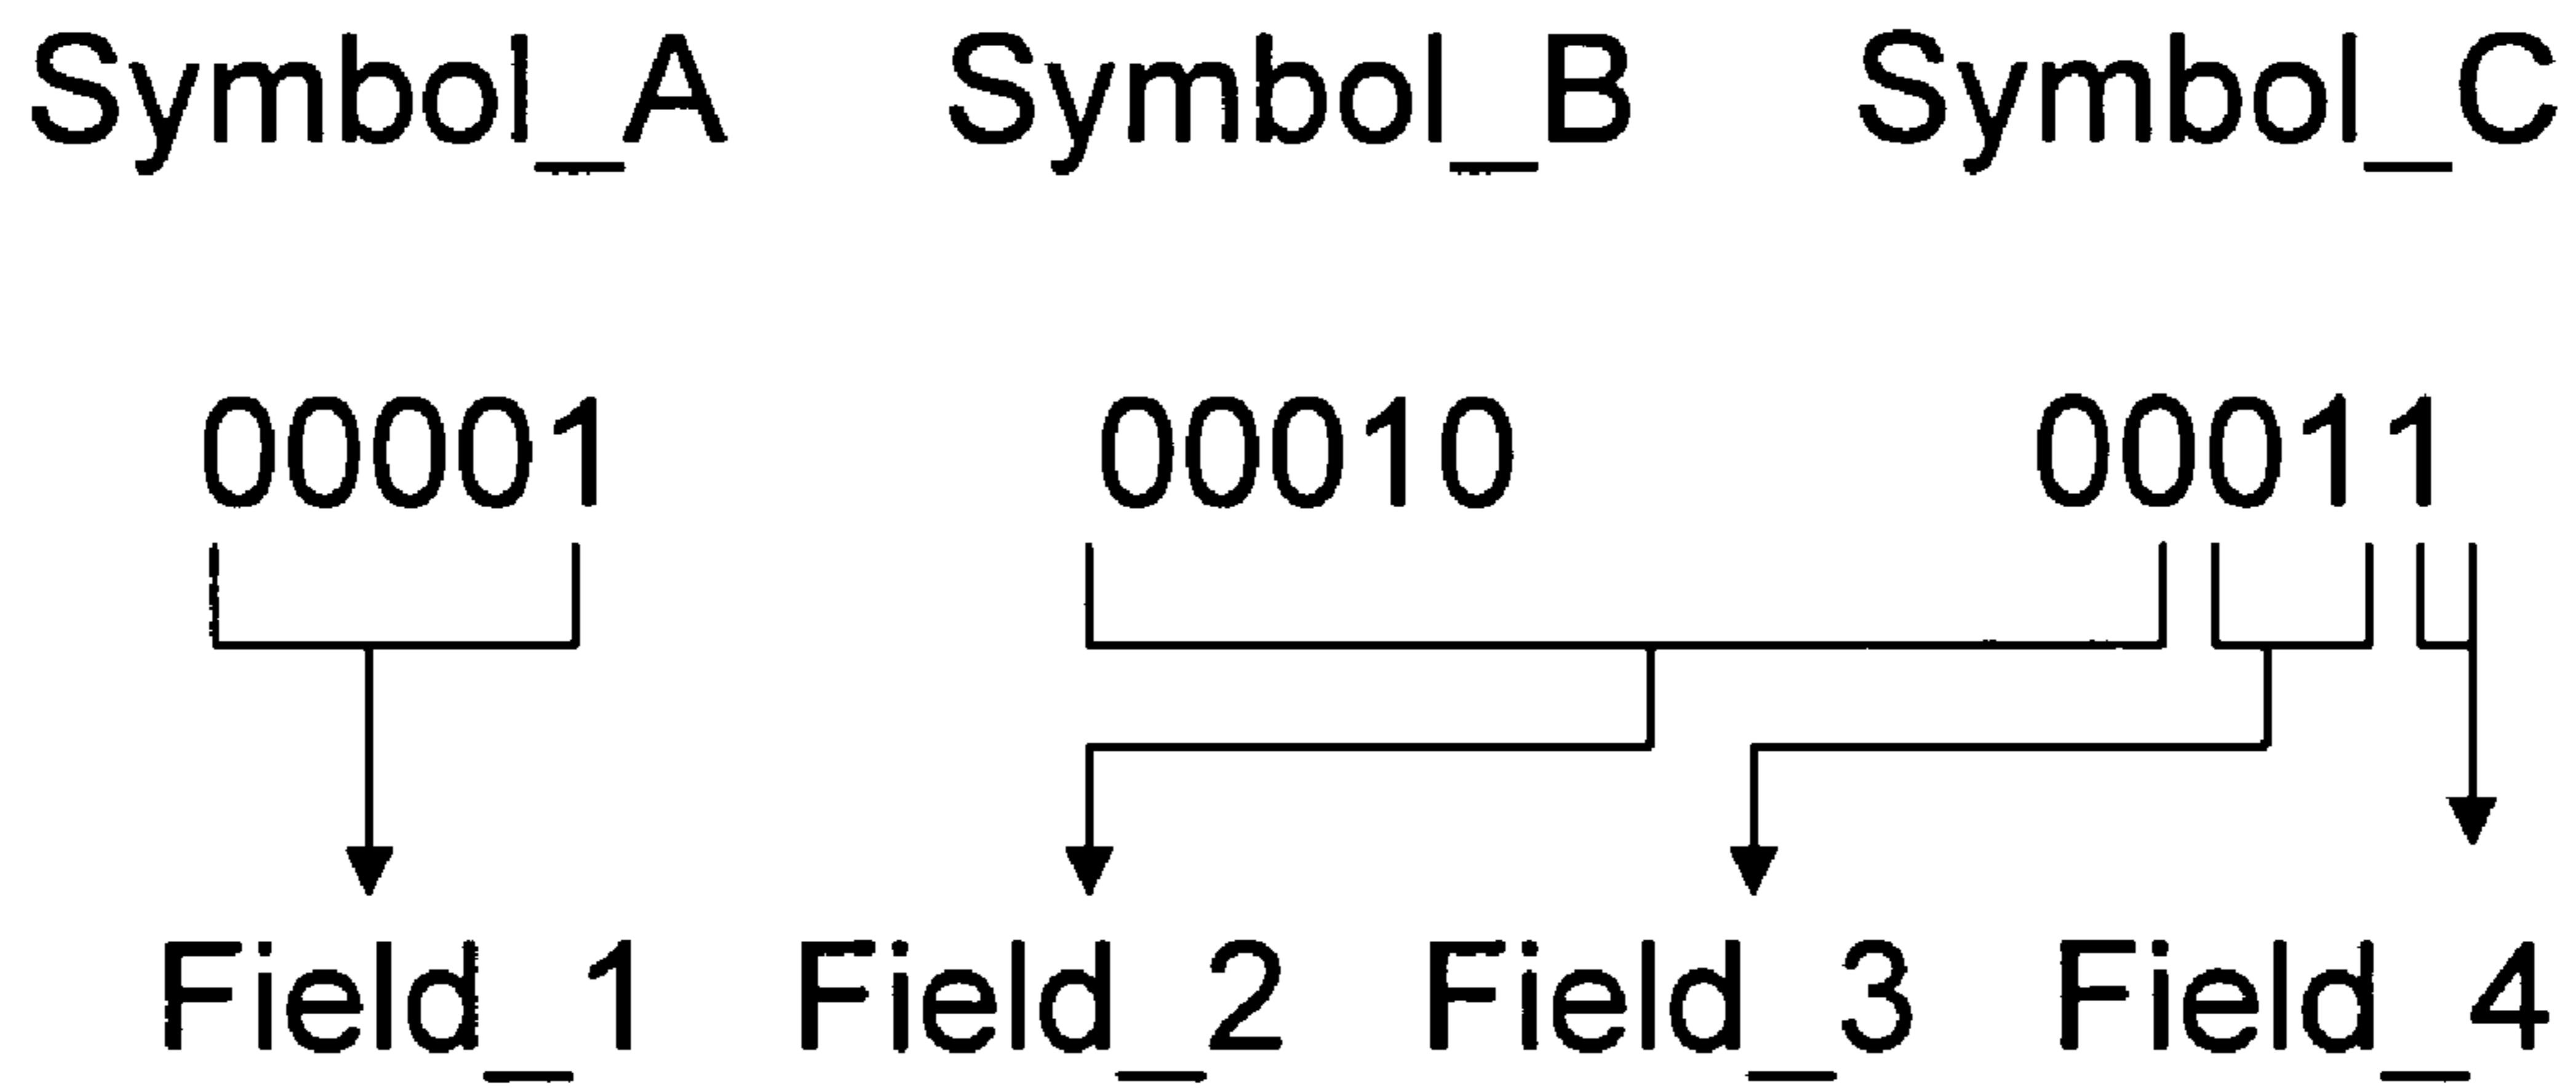 Symbol_A Symbol_B Symbol_C
00001 00010 00011
Field_1 Field_2 Field_3 Field_4